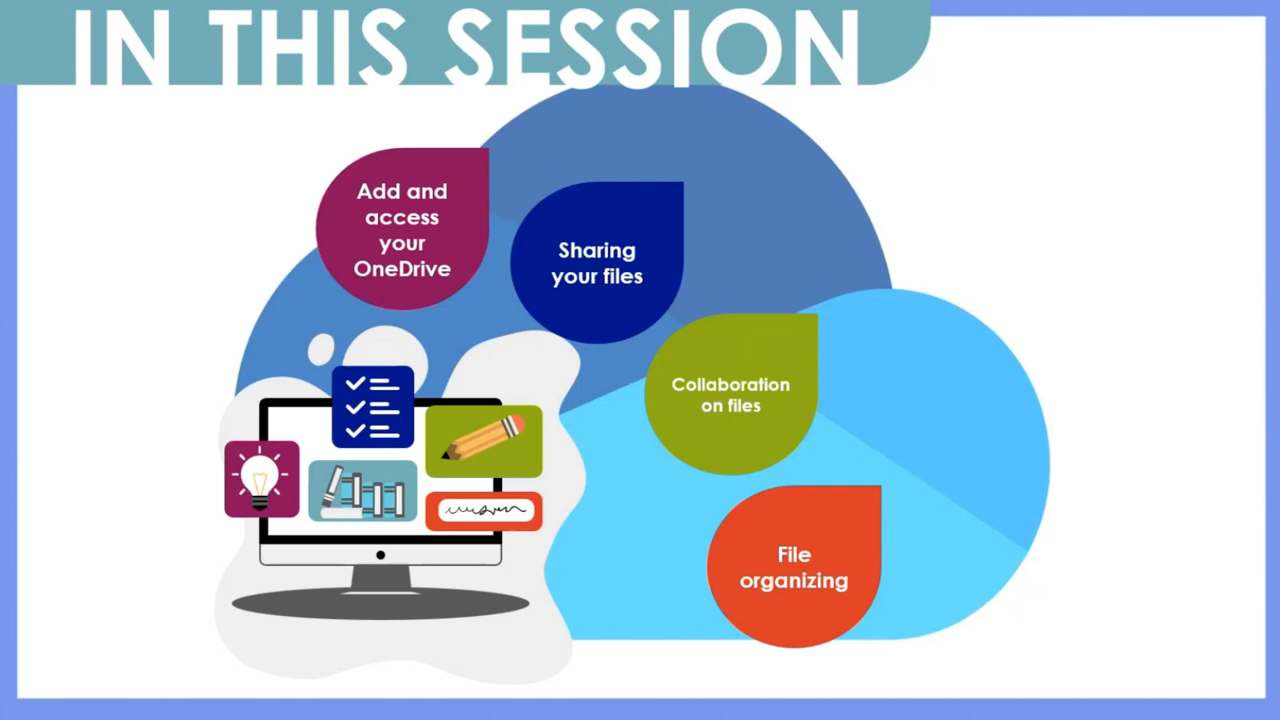 IN THIS SESSION
Add and
access
your
OneDrive
Sharing
your files
Collaboration
on files
File
organizing